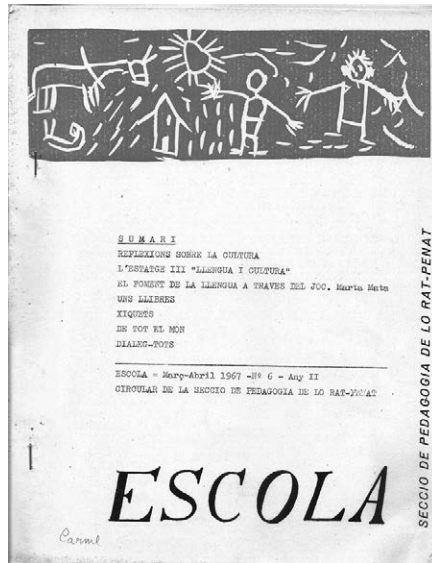 SUMARI
REFLEXIONS SOBRE LA CULTURA
L'ESTATGE III "LLENGUA I CULTURA"
EL FOMENT DE LA LLENGUA A TRAVES DEL JOC. Marta Mata
UNS LLIBRES
XIQUETS
DE TOT EL MON
DIALEG-TOTS
ESCOLA - Març-Abril 1967 -Nº 6 - Any II
CIRCULAR DE LA SECCIO DE PEDAGOGIA DE LO RAT-PENAT
ESCOLA
Carme
SECCIO DE PEDAGOGIA DE LO RAT-PENAT